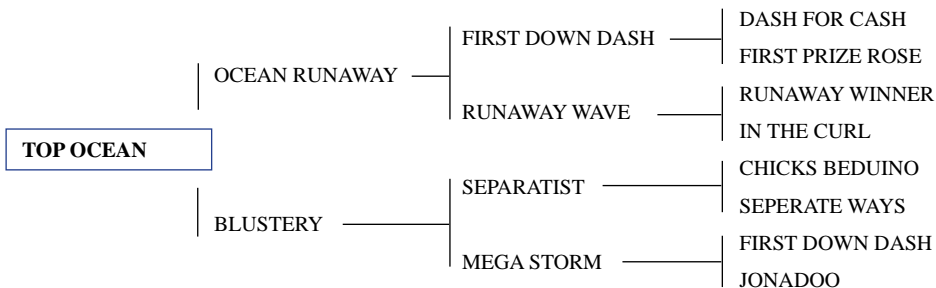 DASH FOR CASH
FIRST DOWN DASH
FIRST PRIZE ROSE
OCEAN RUNAWAY
RUNAWAY WINNER
RUNAWAY WAVE
IN THE CURL
TOP OCEAN
CHICKS BEDUINO
SEPARATIST
SEPERATE WAYS
BLUSTERY
FIRST DOWN DASH
MEGA STORM
JONADOO